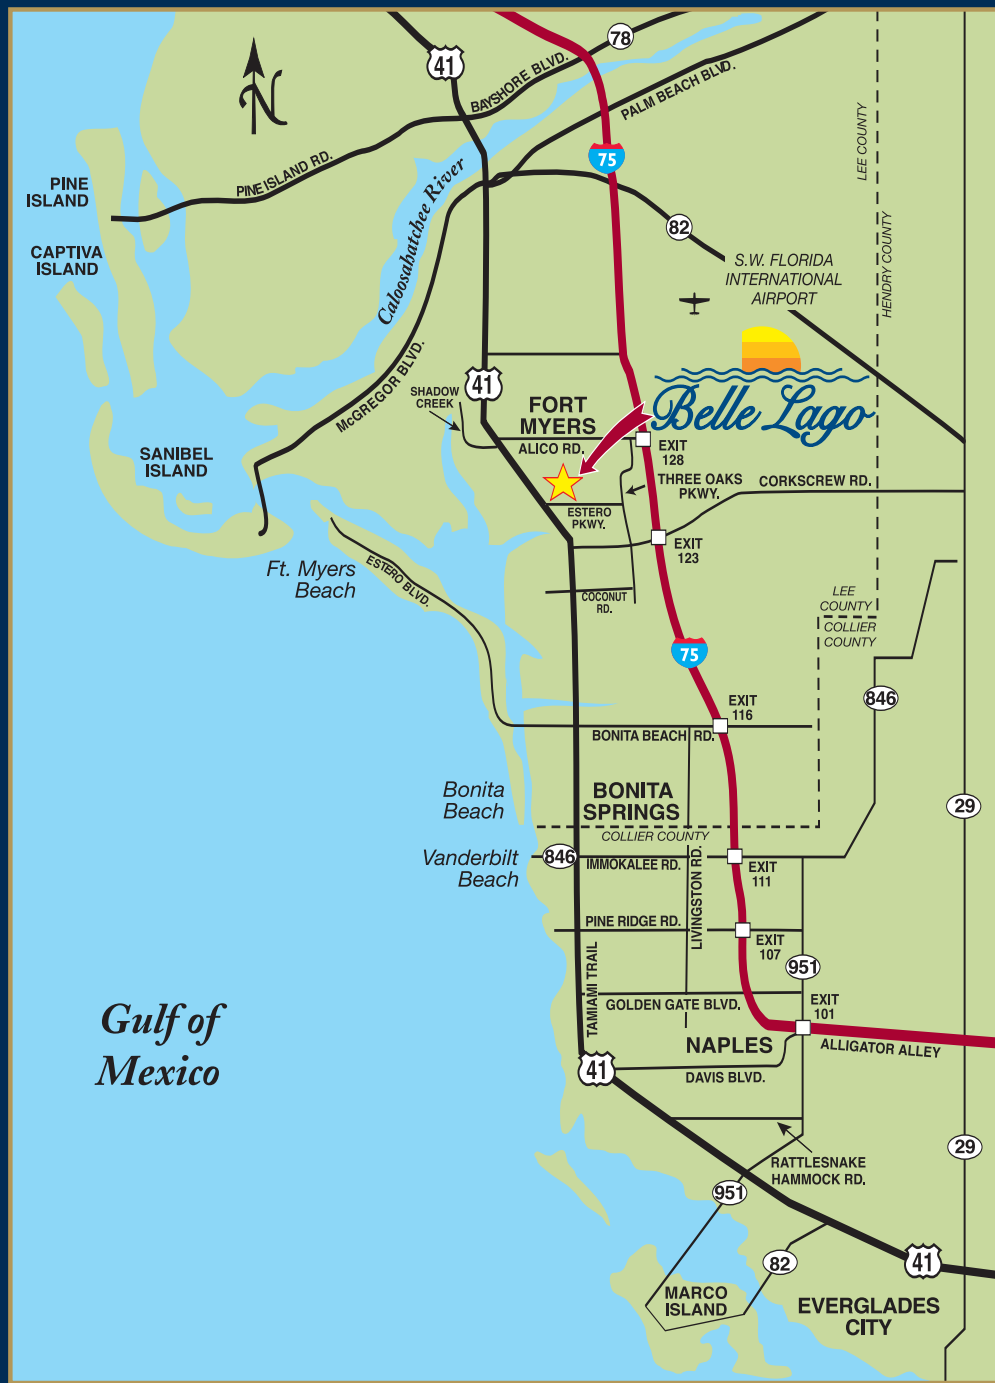 78
41
BAYSHORE BLVD.
PALM BEACH BLVD.
N
75
LEE COUNTY
HENDRY COUNTY
PINE
ISLAND
PINE ISLAND RD.
Caloosahatchee River
82
CAPTIVA
ISLAND
S.W. FLORIDA
INTERNATIONAL
AIRPORT
McGREGOR BLVD.
41
SHADOW
CREEK
FORT
MYERS
Belle Lago
ALICO RD.
EXIT
128
SANIBEL
ISLAND
THREE OAKS
PKWY.
CORKSCREW RD.
ESTERO
PKWY.
EXIT
123
Ft. Myers
Beach
ESTERO BLVD.
COCONUT
RD.
LEE
COUNTY
COLLIER
COUNTY
75
846
EXIT
116
BONITA BEACH RD.
Bonita
Beach
BONITA
SPRINGS
29
COLLIER COUNTY
Vanderbilt
Beach
846
IMMOKALEE RD.
LIVINGSTON RD.
EXIT
111
PINE RIDGE RD.
EXIT
107
TAMIAMI TRAIL
951
GOLDEN GATE BLVD.
EXIT
101
Gulf of
Mexico
NAPLES
ALLIGATOR ALLEY
41
DAVIS BLVD.
29
RATTLESNAKE
HAMMOCK RD.
951
41
82
MARCO
ISLAND
EVERGLADES
CITY